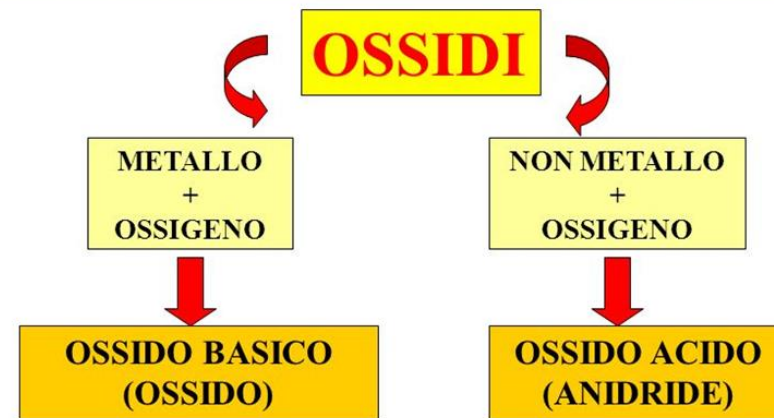 OSSIDI
METALLO
+
OSSIGENO
NON METALLO
+
OSSIGENO
OSSIDO BASICO
(OSSIDO)
OSSIDO ACIDO
(ANIDRIDE)